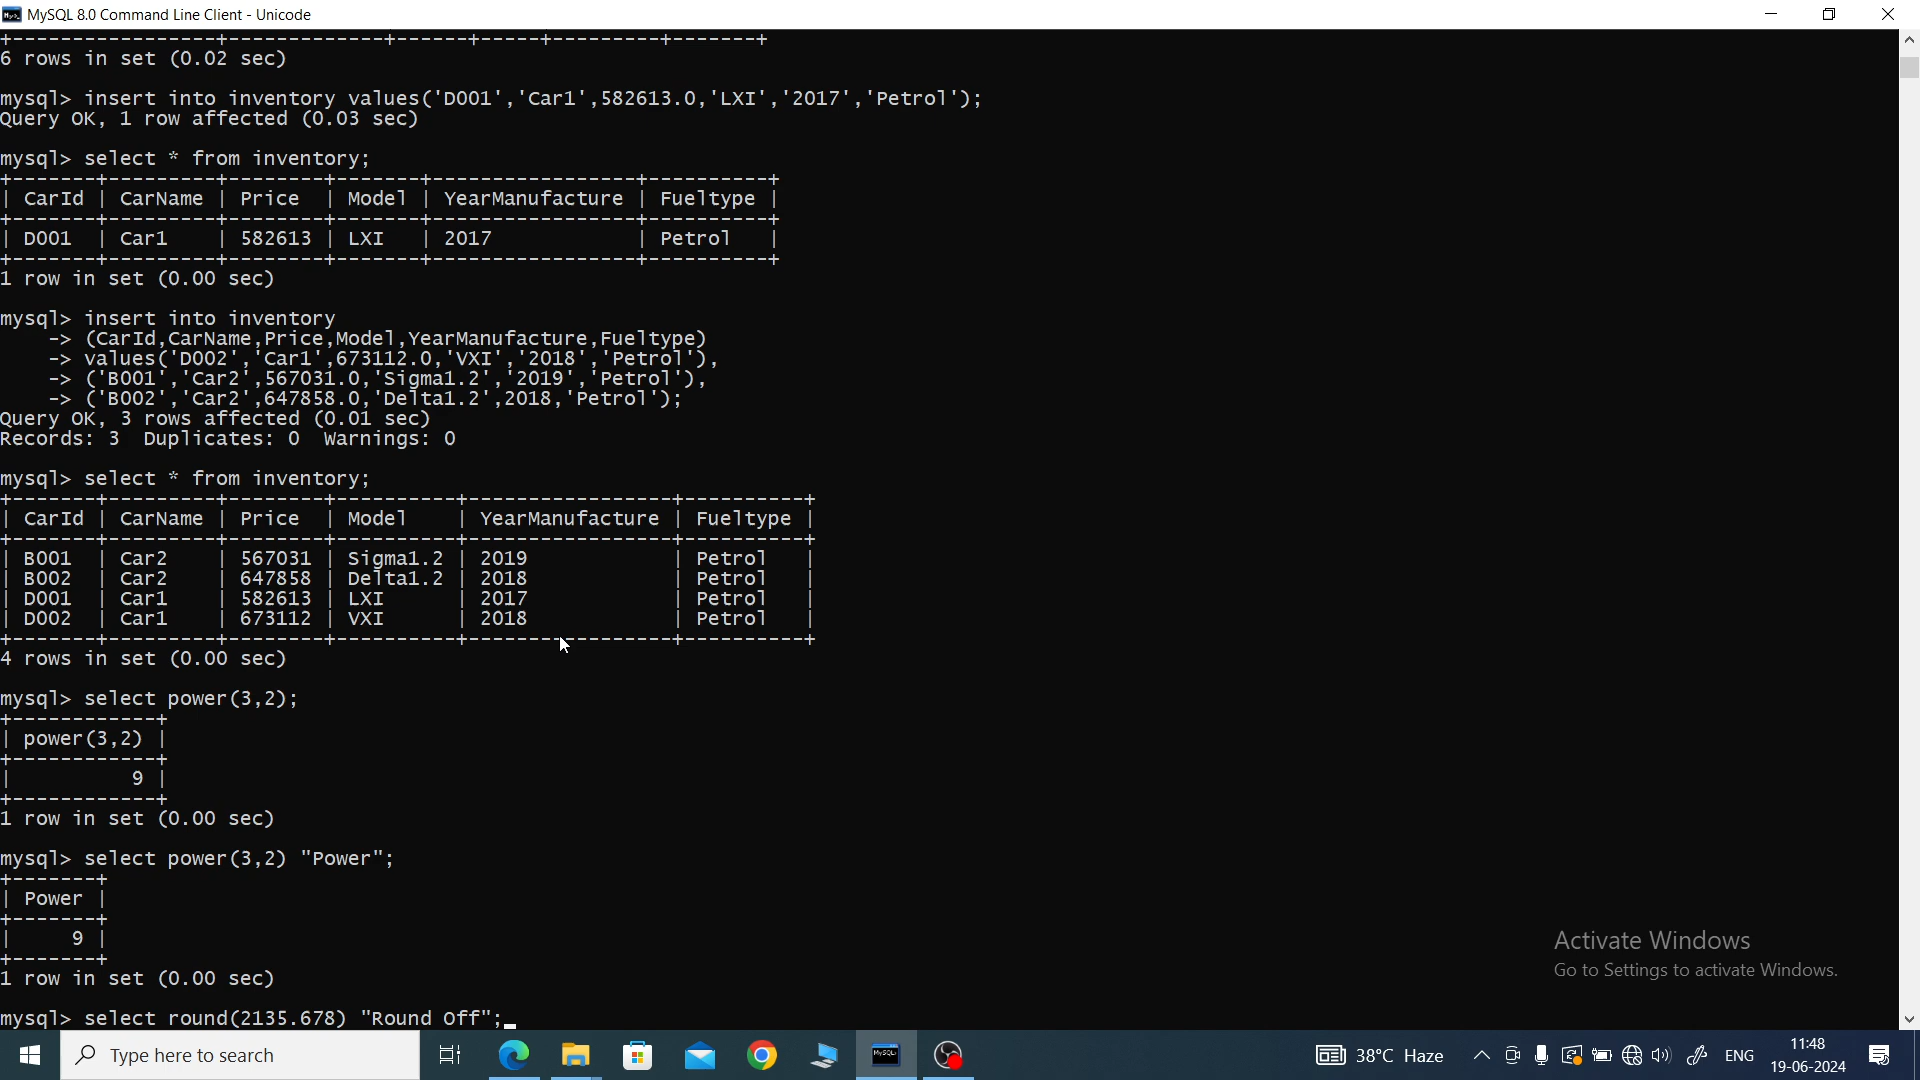 MySQL 8.0 Command Line Client - Unicode
+------------------+-------------+------+-----+---------+-------+
6 rows in set (0.02 sec)
mysql> insert into inventory values('D001','Car1',582613.0,'LXI','2017','Petrol');
Query OK, 1 row affected (0.03 sec)
mysql> select * from inventory;
+-------+---------+--------+-------+-----------------+----------+
| CarId | CarName | Price  | Model | YearManufacture | Fueltype |
+-------+---------+--------+-------+-----------------+----------+
| D001  | Car1    | 582613 | LXI   | 2017            | Petrol   |
+-------+---------+--------+-------+-----------------+----------+
1 row in set (0.00 sec)
mysql> insert into inventory
    -> (CarId,CarName,Price,Model,YearManufacture,Fueltype)
    -> values('D002','Car1',673112.0,'VXI','2018','Petrol'),
    -> ('B001','Car2',567031.0,'Sigma1.2','2019','Petrol'),
    -> ('B002','Car2',647858.0,'Delta1.2',2018,'Petrol');
Query OK, 3 rows affected (0.01 sec)
Records: 3  Duplicates: 0  Warnings: 0
mysql> select * from inventory;
+-------+---------+--------+----------+-----------------+----------+
| CarId | CarName | Price  | Model    | YearManufacture | Fueltype |
+-------+---------+--------+----------+-----------------+----------+
| B001  | Car2    | 567031 | Sigma1.2 | 2019            | Petrol   |
| B002  | Car2    | 647858 | Delta1.2 | 2018            | Petrol   |
| D001  | Car1    | 582613 | LXI      | 2017            | Petrol   |
| D002  | Car1    | 673112 | VXI      | 2018            | Petrol   |
+-------+---------+--------+----------+-----------------+----------+
4 rows in set (0.00 sec)
mysql> select power(3,2);
+------------+
| power(3,2) |
+------------+
|          9 |
+------------+
1 row in set (0.00 sec)
mysql> select power(3,2) "Power";
+-------+
| Power |
+-------+
|     9 |
+-------+
1 row in set (0.00 sec)
mysql> select round(2135.678) "Round Off";_
Activate Windows
Go to Settings to activate Windows.
Type here to search
MySQL
38°C Haze
ENG
11:48
19-06-2024